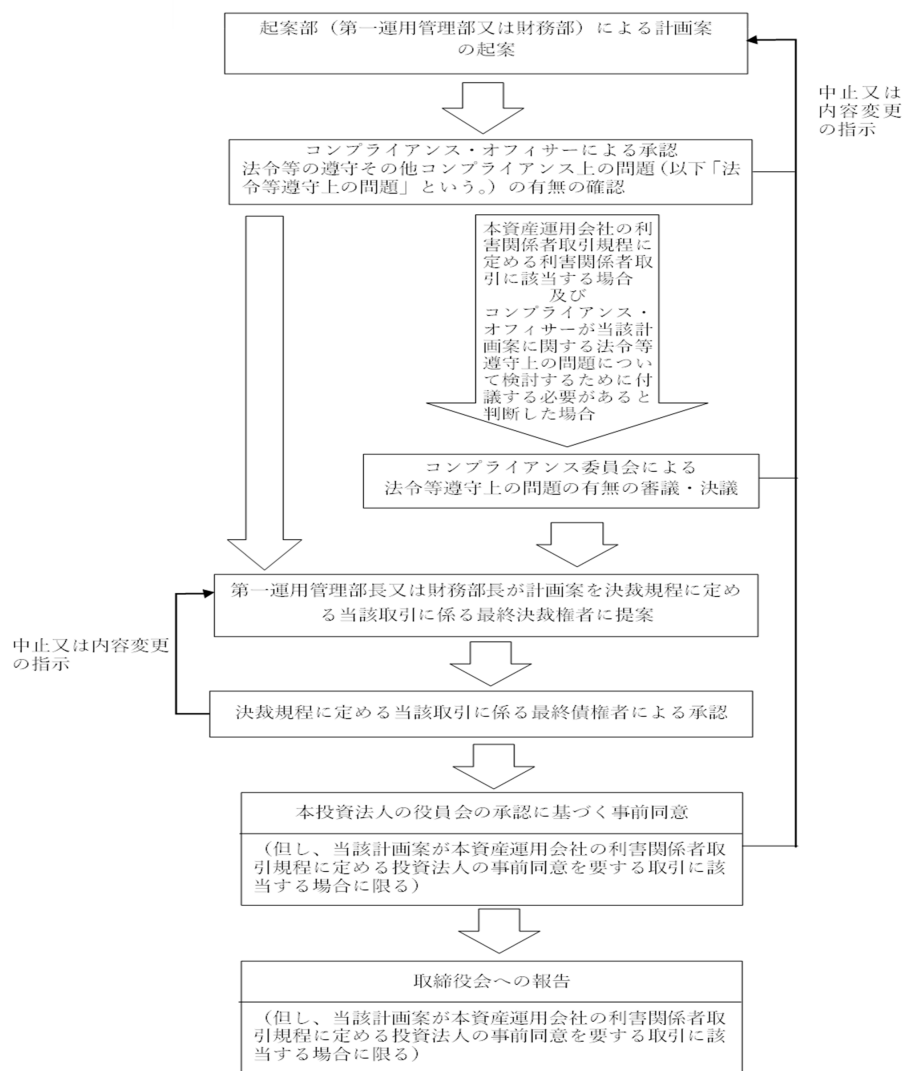 起案部(第一運用管理部又は財務部)による計画案
の起案
中止又は
内容変更
の指示
コンプライアンス・オフィサーによる承認
法令等の遵守その他コンプライアンス上の問題(以下「法
令等遵守上の問題」という。)の有無の確認
本資産運用会社の利
害関係者取引規程に
定める利害関係者取
引に該当する場合
及び
コンプライアンス・
オフィサーが当該計
画案に関する法令等
遵守上の問題につい
て検討するために付
議する必要があると
判断した場合
コンプライアンス委員会による
法令等遵守上の問題の有無の審議・決議
第一運用管理部長又は財務部長が計画案を決裁規程に定め
る当該取引に係る最終決裁権者に提案
中止又は内容変更
の指示
決裁規程に定める当該取引に係る最終債権者による承認
本投資法人の役員会の承認に基づく事前同意
(但し、当該計画案が本資産運用会社の利害関係者取
引規程に定める投資法人の事前同意を要する取引に該
当する場合に限る)
取締役会への報告
(但し、当該計画案が本資産運用会社の利害関係者取
引規程に定める投資法人の事前同意を要する取引に該
当する場合に限る)